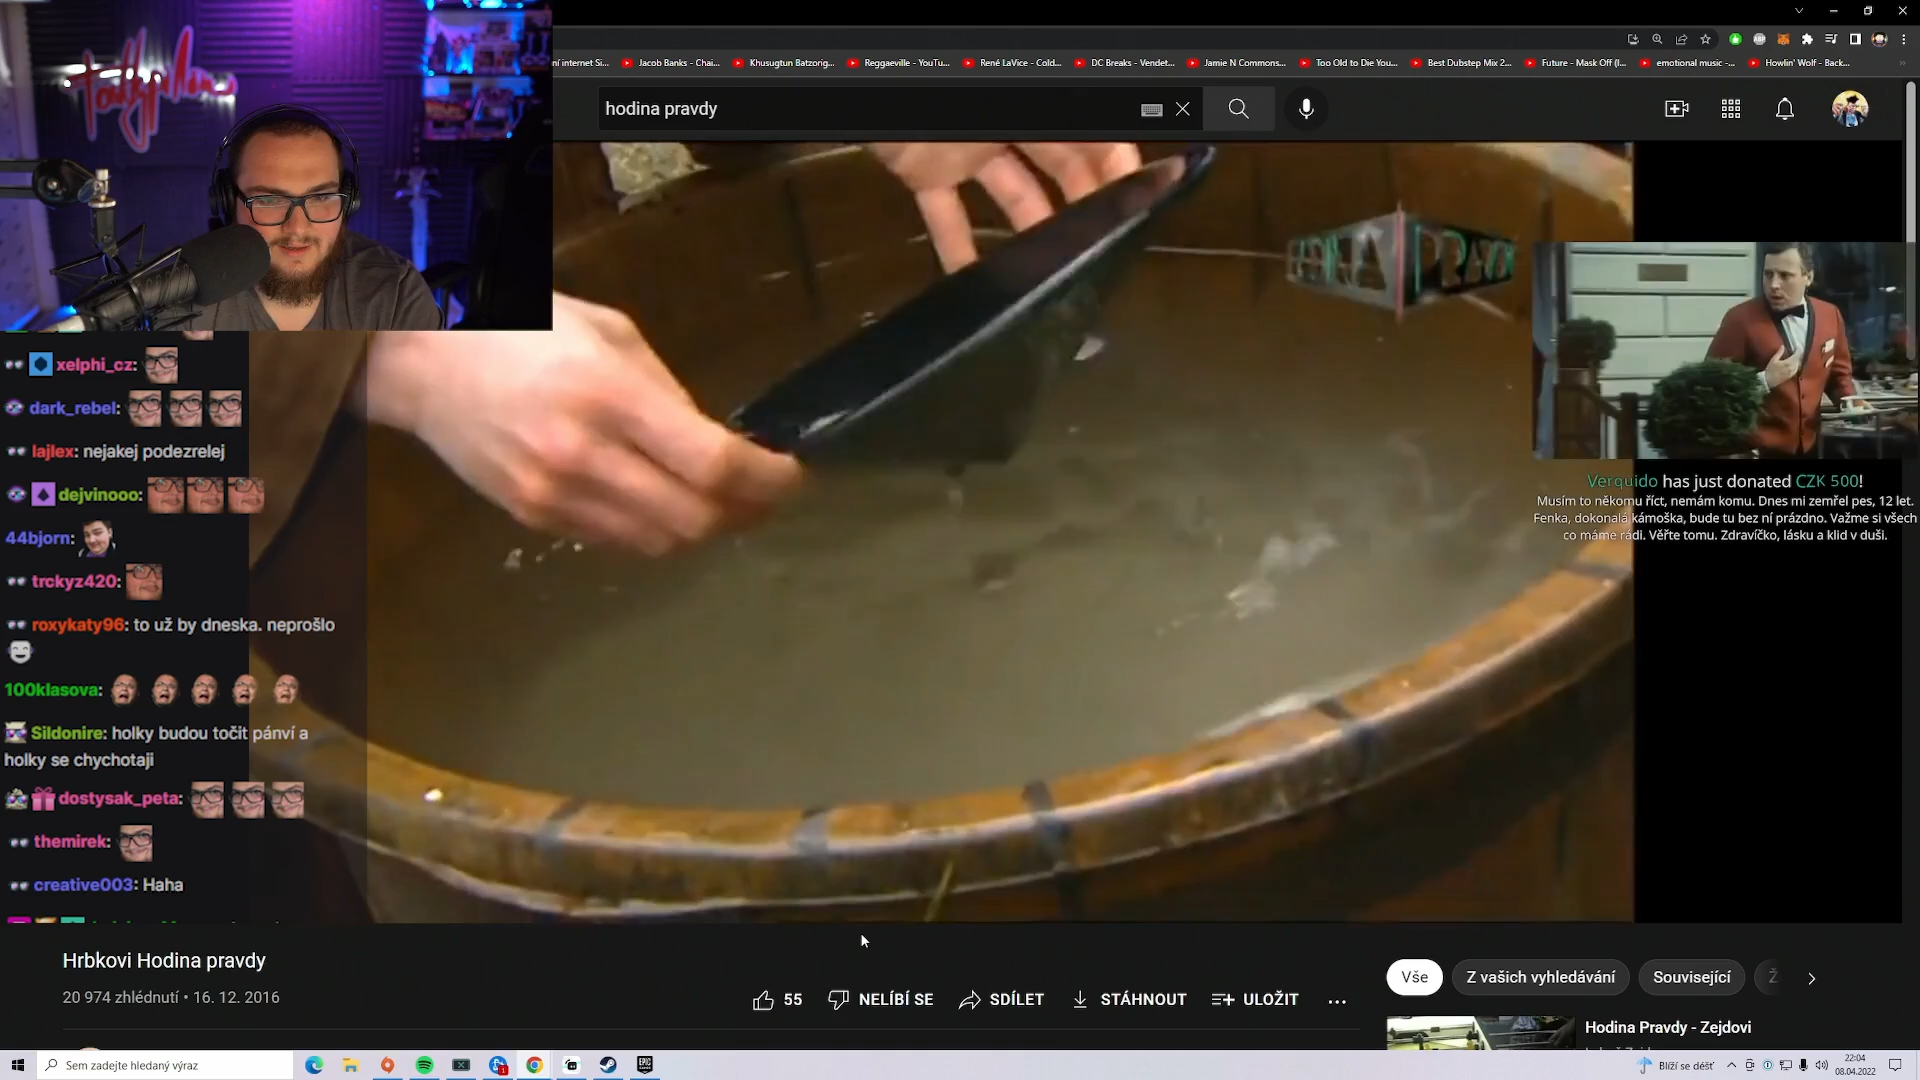 nf internet Si...
Jacob Banks - Chai...
Khusugtun Batzorig...
Reggaeville - YouTu...
René LaVice - Cold...
DC Breaks - Vendet...
Jamie N Commons...
Too Old to Die You...
Best Dubstep Mix 2...
Future - Mask Off (I...
emotional music -...
Howlin' Wolf - Back...
hodina pravdy
HODINA PRAVDY
xelphi_cz:
dark_rebel:
lajlex: nejakej podezrelej
dejvinooo:
44bjorn:
trckyz420:
roxykaty96: to už by dneska. neprošlo
100klasova:
Sildonire: holky budou točit pánví a
holky se chychotaji
dostysak_peta:
themirek:
creative003: Haha
Verquido has just donated CZK 500!
Musím to někomu říct, nemám komu. Dnes mi zemřel pes, 12 let.
Fenka, dokonalá kámoška, bude tu bez ní prázdno. Važme si všech
co máme rádi. Věřte tomu. Zdravíčko, lásku a klid v duši.
Hrbkovi Hodina pravdy
20 974 zhlédnutí • 16. 12. 2016
55
NELÍBÍ SE
SDÍLET
STÁHNOUT
ULOŽIT
Vše
Z vašich vyhledávání
Související
Hodina Pravdy - Zejdovi
Sem zadejte hledaný výraz
Blíží se déšť
22:04
08.04.2022